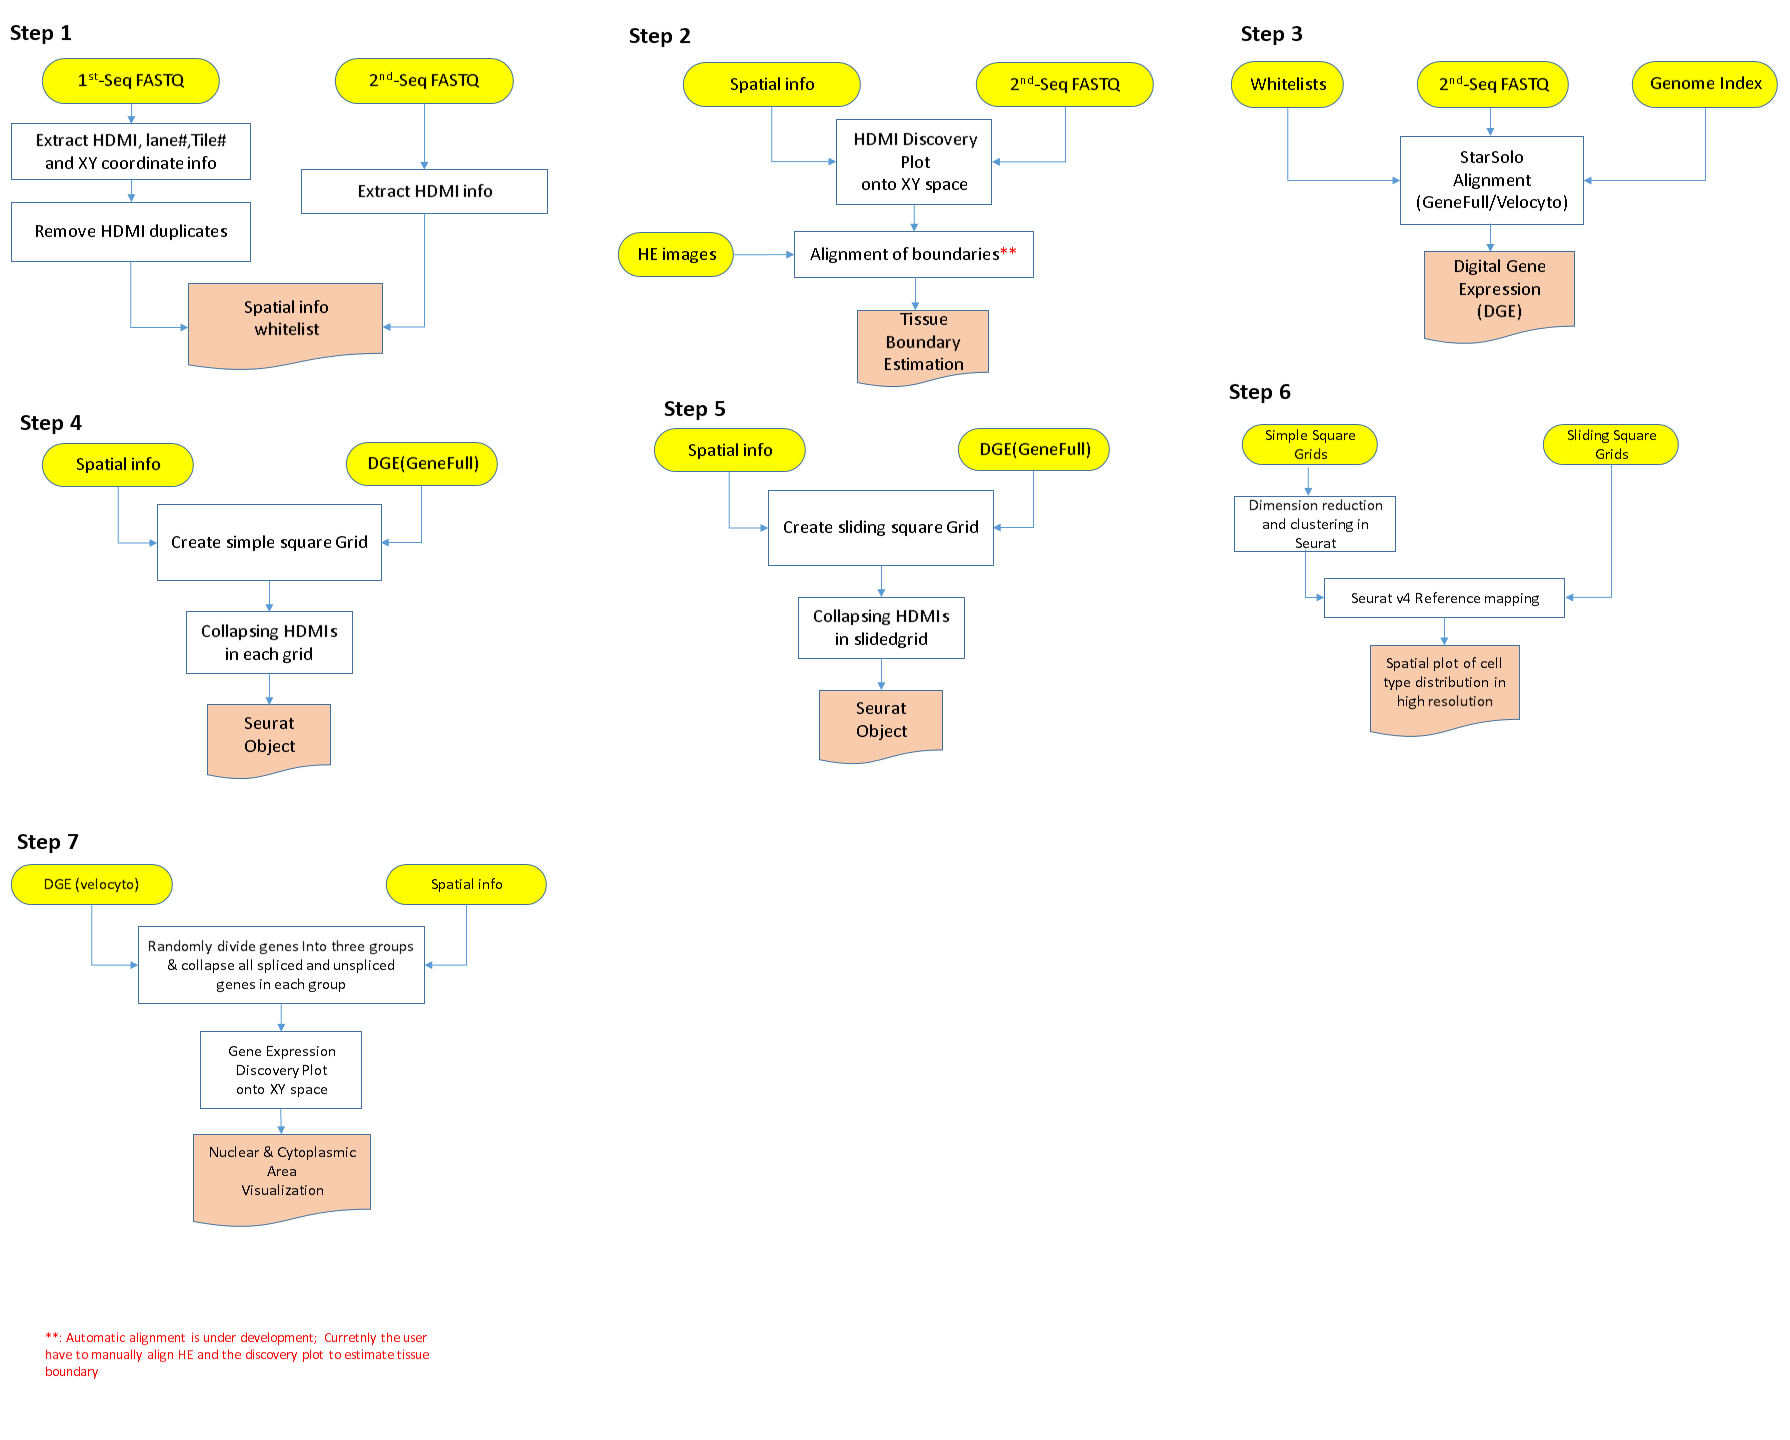 Step 1
1st-Seq FASTQ
2nd-Seq FASTQ
Extract HDMI, lane#,Tile#
and XY coordinate info
Extract HDMI info
Remove HDMI duplicates
Spatial info
whitelist
Step 2
Spatial info
2nd-Seq FASTQ
HDMI Discovery
Plot
onto XY space
HE images
Alignment of boundaries**
Tissue
Boundary
Estimation
Step 3
Whitelists
2nd-Seq FASTQ
Genome Index
StarSolo
Alignment
(GeneFull/Velocyto)
Digital Gene
Expression
(DGE)
Step 4
Spatial info
DGE(GeneFull)
Create simple square Grid
Collapsing HDMIs
in each grid
Seurat
Object
Step 5
Spatial info
DGE(GeneFull)
Create sliding square Grid
Collapsing HDMIs
in slidedgrid
Seurat
Object
Step 6
Simple Square
Grids
Sliding Square
Grids
Dimension reduction
and clustering in
Seurat
Seurat v4 Reference mapping
Spatial plot of cell
type distribution in
high resolution
Step 7
DGE (velocyto)
Spatial info
Randomly divide genes Into three groups
& collapse all spliced and unspliced
genes in each group
Gene Expression
Discovery Plot
onto XY space
Nuclear & Cytoplasmic
Area
Visualization
**: Automatic alignment is under development; Curretnly the user
have to manually align HE and the discovery plot to estimate tissue
boundary